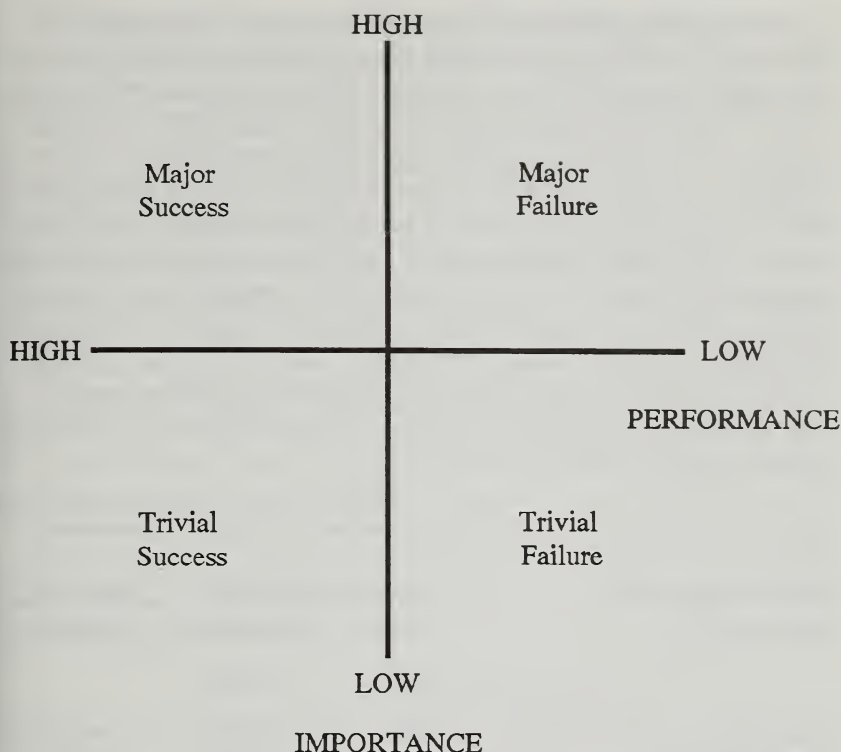 HIGH
Major
Success
Major
Failure
HIGH
LOW
PERFORMANCE
Trivial
Success
Trivial
Failure
LOW
IMPORTANCE